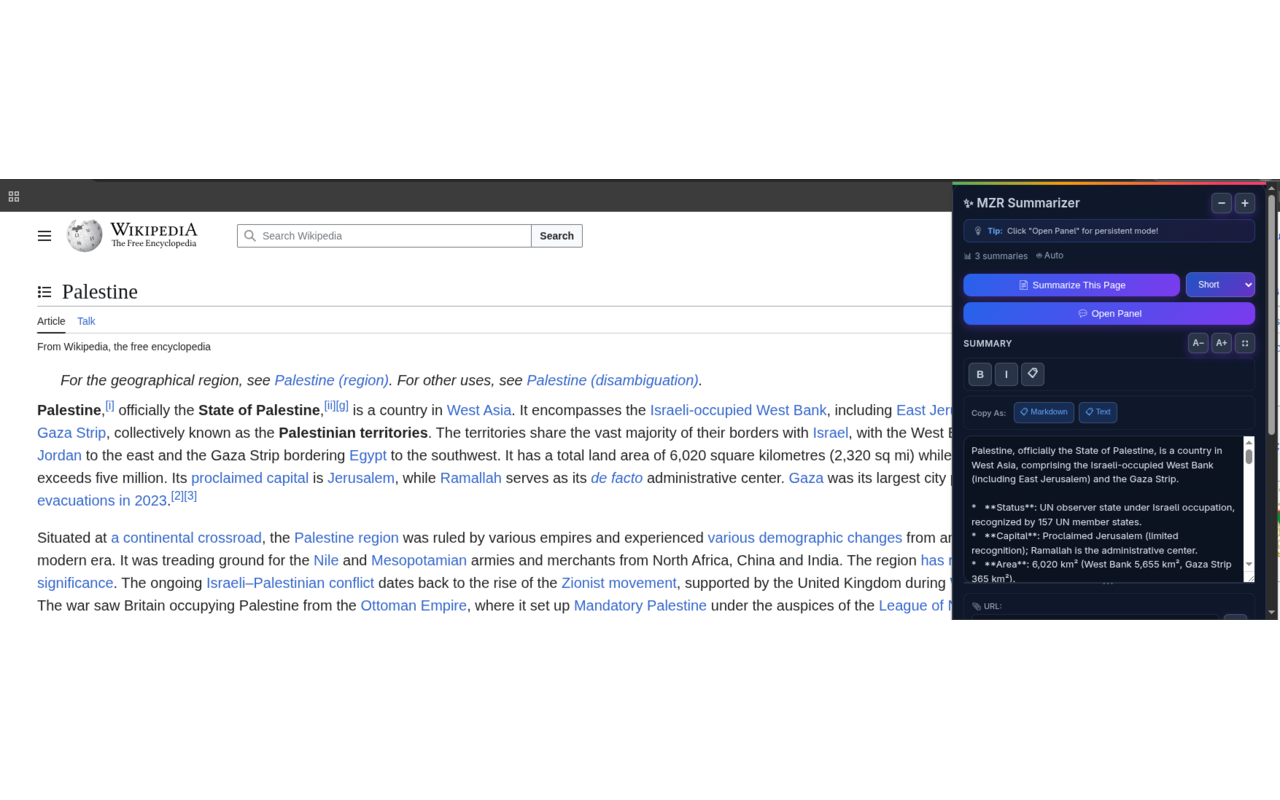 WIKIPEDIA
The Free Encyclopedia
Search Wikipedia
Search
Palestine
Article Talk
From Wikipedia, the free encyclopedia
For the geographical region, see Palestine (region). For other uses, see Palestine (disambiguation).
Palestine,[i] officially the State of Palestine,[ii][g] is a country in West Asia. It encompasses the Israeli-occupied West Bank, including East
Gaza Strip, collectively known as the Palestinian territories. The territories share the vast majority of their borders with Israel, with the West
Jordan to the east and the Gaza Strip bordering Egypt to the southwest. It has a total land area of 6,020 square kilometres (2,320 sq mi) while
exceeds five million. Its proclaimed capital is Jerusalem, while Ramallah serves as its de facto administrative center. Gaza was its largest city
evacuations in 2023.[2][3]
Situated at a continental crossroad, the Palestine region was ruled by various empires and experienced various demographic changes from
modern era. It was treading ground for the Nile and Mesopotamian armies and merchants from North Africa, China and India. The region has
significance. The ongoing Israeli–Palestinian conflict dates back to the rise of the Zionist movement, supported by the United Kingdom during
The war saw Britain occupying Palestine from the Ottoman Empire, where it set up Mandatory Palestine under the auspices of the League of
✨ MZR Summarizer
− +
Tip: Click "Open Panel" for persistent mode!
3 summaries Auto
Summarize This Page Short
Open Panel
SUMMARY A− A+
B I
Copy As: Markdown Text
Palestine, officially the State of Palestine, is a country in
West Asia, comprising the Israeli-occupied West Bank
(including East Jerusalem) and the Gaza Strip.
* **Status**: UN observer state under Israeli occupation,
recognized by 157 UN member states.
* **Capital**: Proclaimed Jerusalem (limited
recognition); Ramallah is the administrative center.
* **Area**: 6,020 km² (West Bank 5,655 km², Gaza Strip
365 km²).
URL: